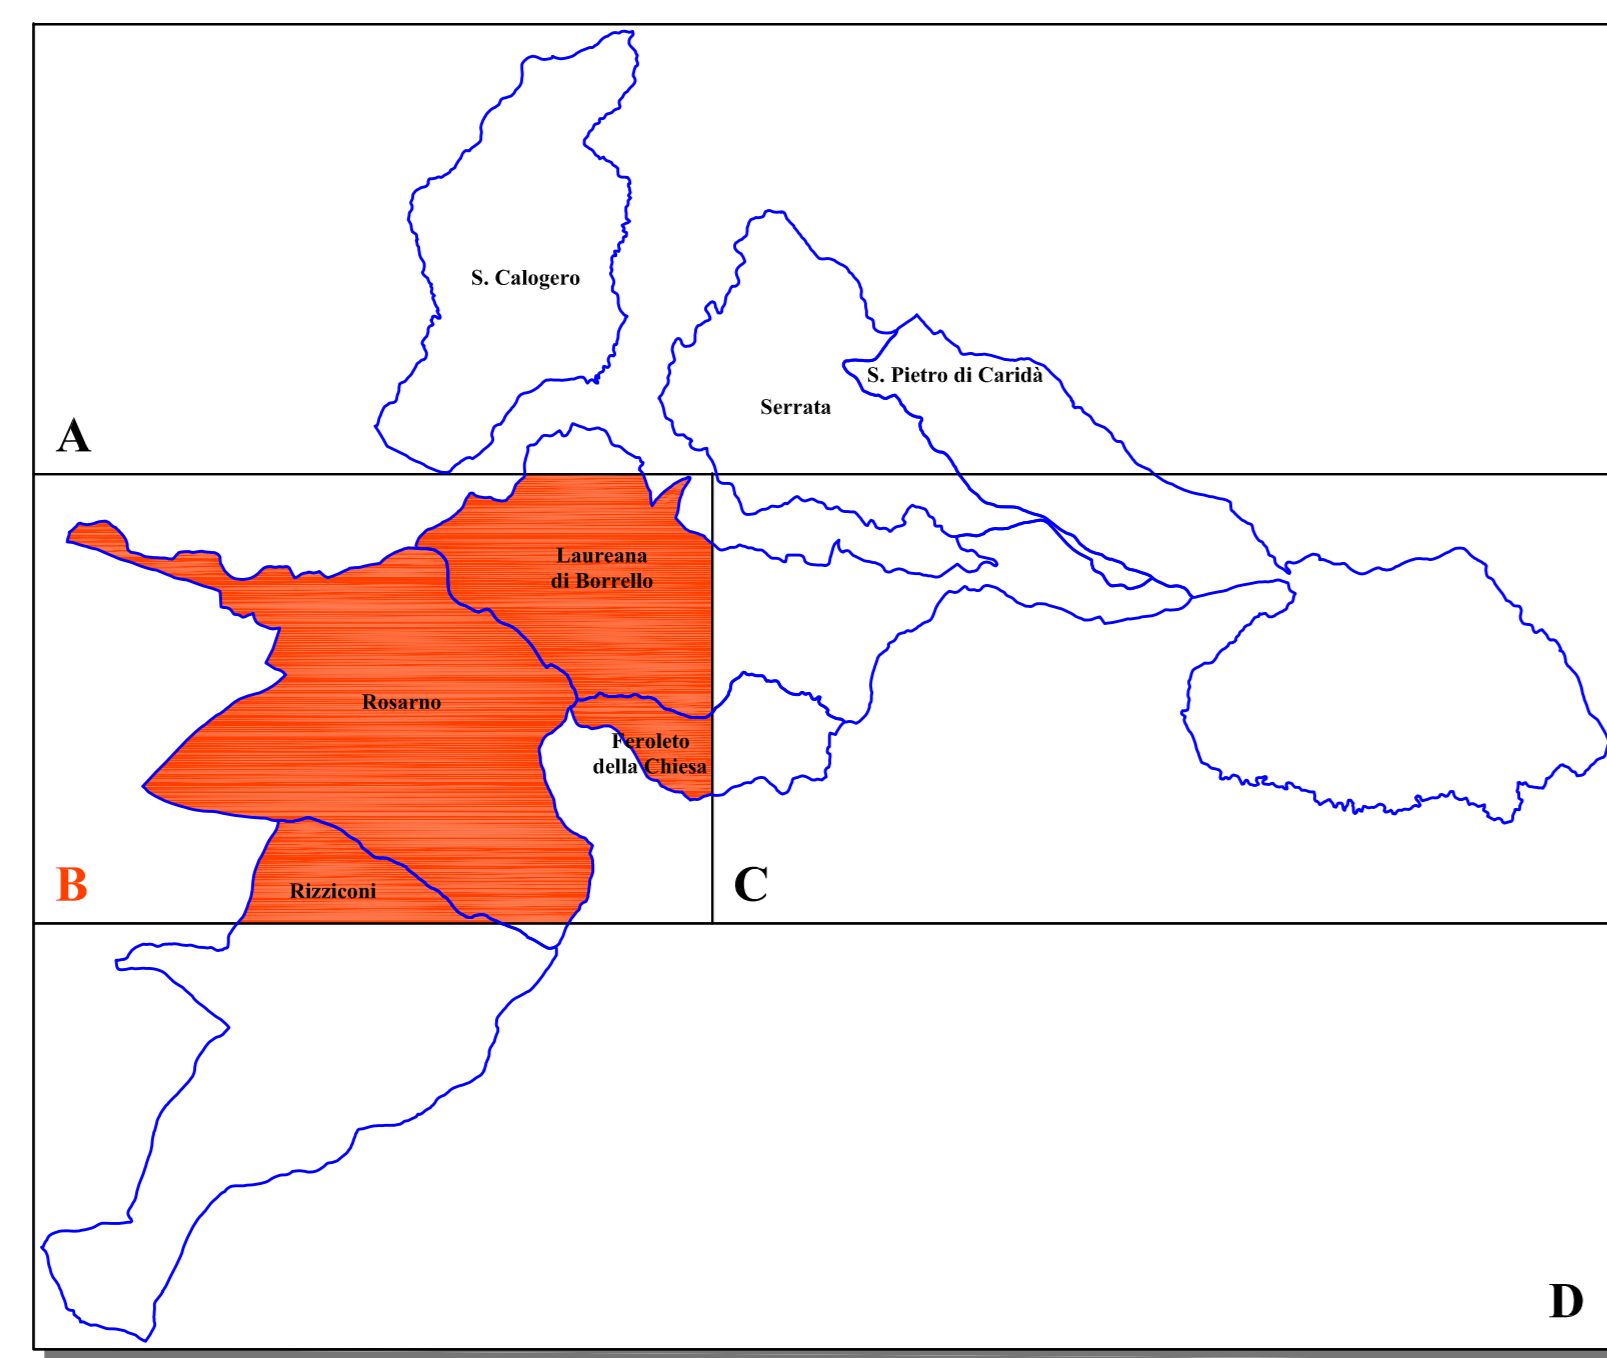 S. Calogero
S. Pietro di Caridà
Serrata
A
Laureana
di Borrello
Rosarno
Feroleto
della Chiesa
B
Rizziconi
C
D